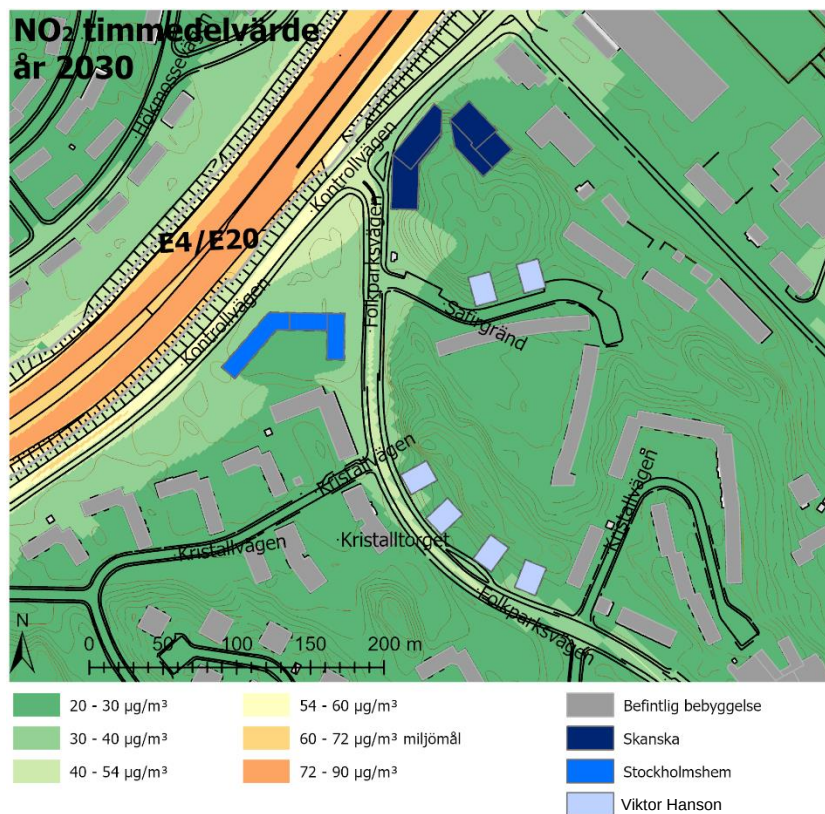 NO₂ timmedelvärde
år 2030
Hökmossevägen
Kontrollvägen
E4/E20
Folkparksvägen
Kontrollvägen
Safirgränd
Kristallvägen
Kristallvägen
Kristalltorget
Kristallvägen
Folkparksvägen
N
0 50 100 150 200 m
20 - 30 µg/m³
30 - 40 µg/m³
40 - 54 µg/m³
54 - 60 µg/m³
60 - 72 µg/m³ miljömål
72 - 90 µg/m³
Befintlig bebyggelse
Skanska
Stockholmshem
Viktor Hanson